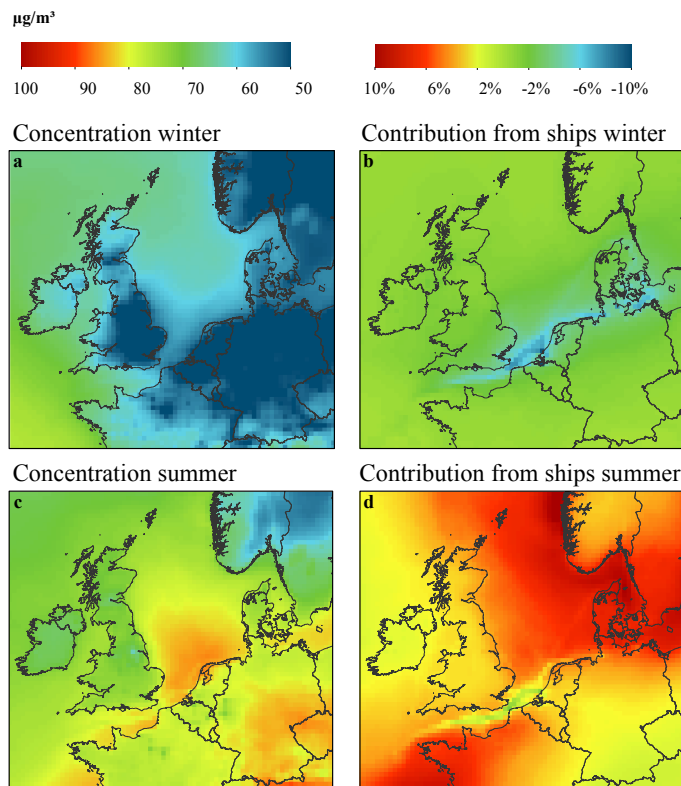 µg/m³
100 90 80 70 60 50
10% 6% 2% -2% -6% -10%
Concentration winter
Contribution from ships winter
a
b
Concentration summer
Contribution from ships summer
c
d